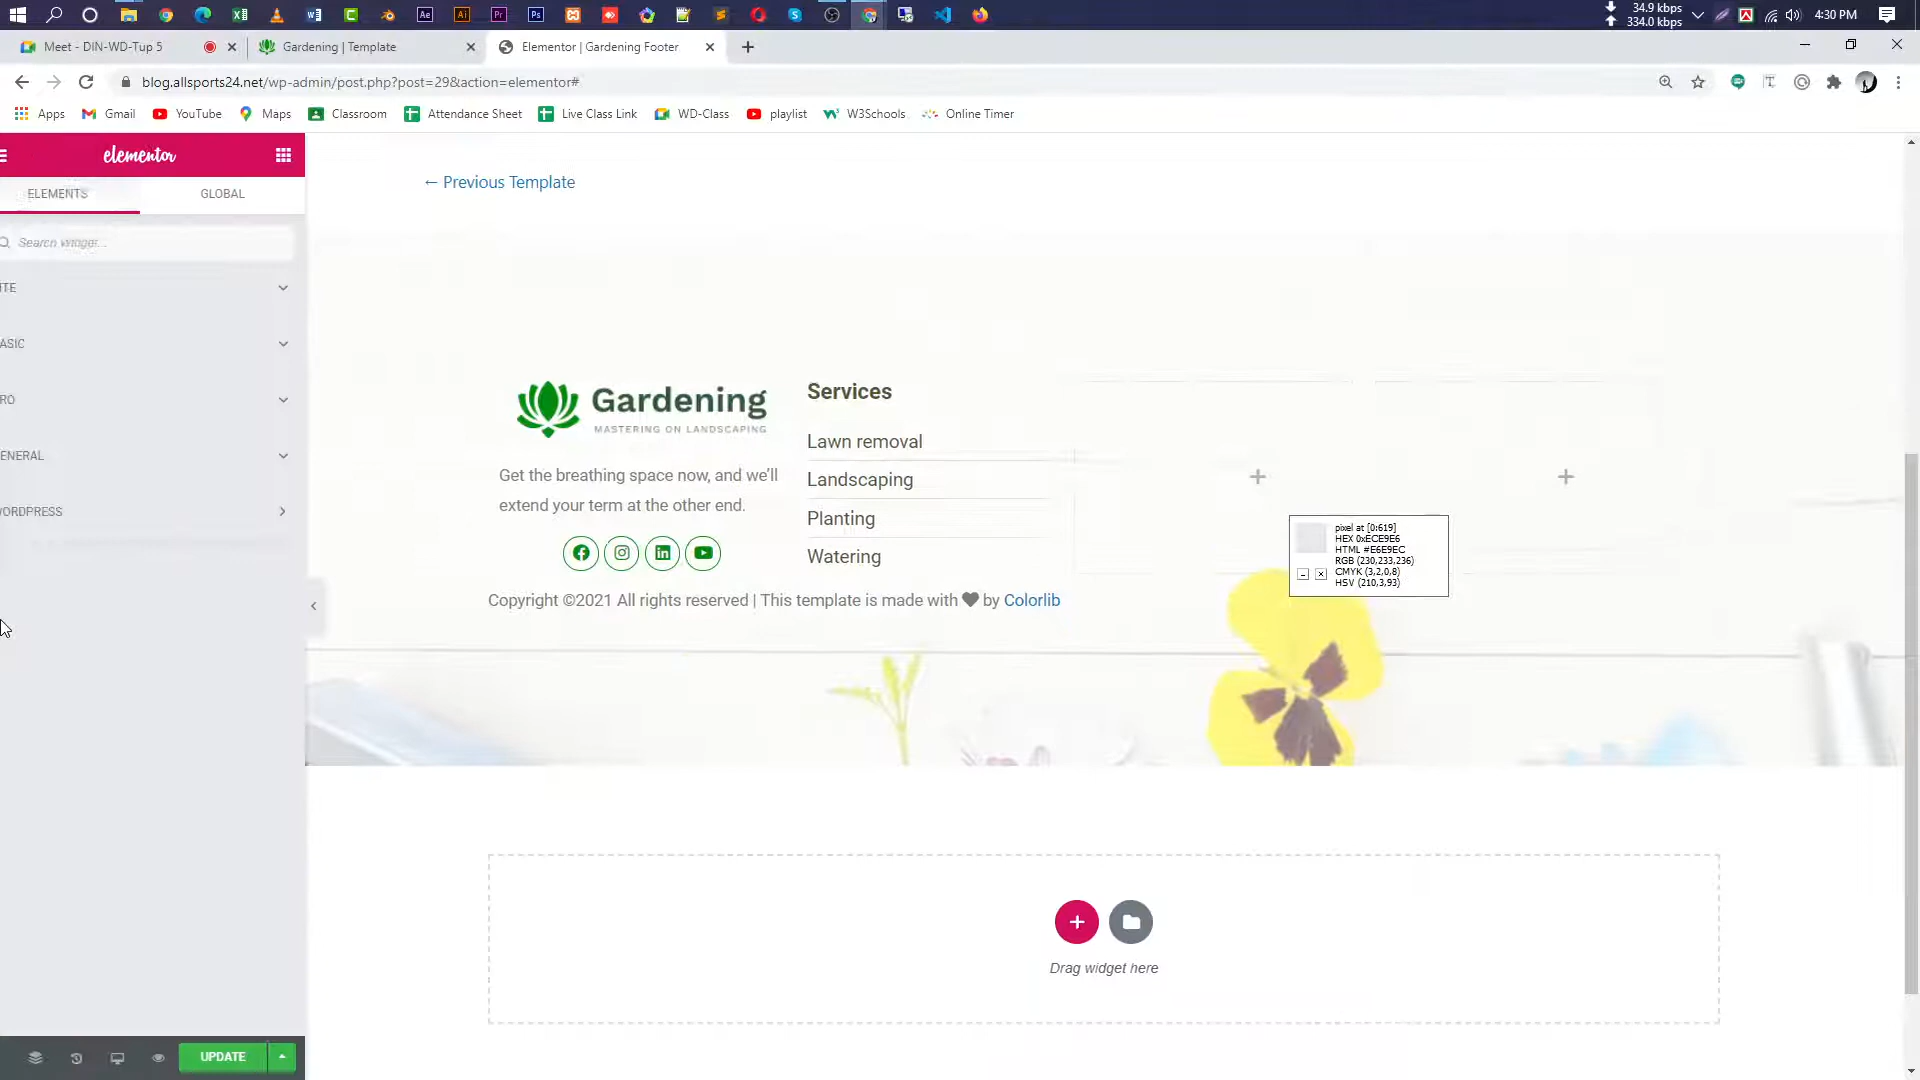 34.9 kbps
334.0 kbps
4:30 PM
Meet - DIN-WD-Tup 5
Gardening | Template
Elementor | Gardening Footer
blog.allsports24.net/wp-admin/post.php?post=29&action=elementor#
Apps
Gmail
YouTube
Maps
Classroom
Attendance Sheet
Live Class Link
WD-Class
playlist
W3Schools
Online Timer
elementor
ELEMENTS
GLOBAL
Search Widget...
ITE
ASIC
RO
ENERAL
WORDPRESS
UPDATE
← Previous Template
Gardening
MASTERING ON LANDSCAPING
Get the breathing space now, and we'll
extend your term at the other end.
Services
Lawn removal
Landscaping
Planting
Watering
Copyright ©2021 All rights reserved | This template is made with ♥ by Colorlib
pixel at [0:619]
HEX 0xECE9E6
HTML #E6E9EC
RGB (230,233,236)
CMYK (3,2,0,8)
HSV (210,3,93)
Drag widget here